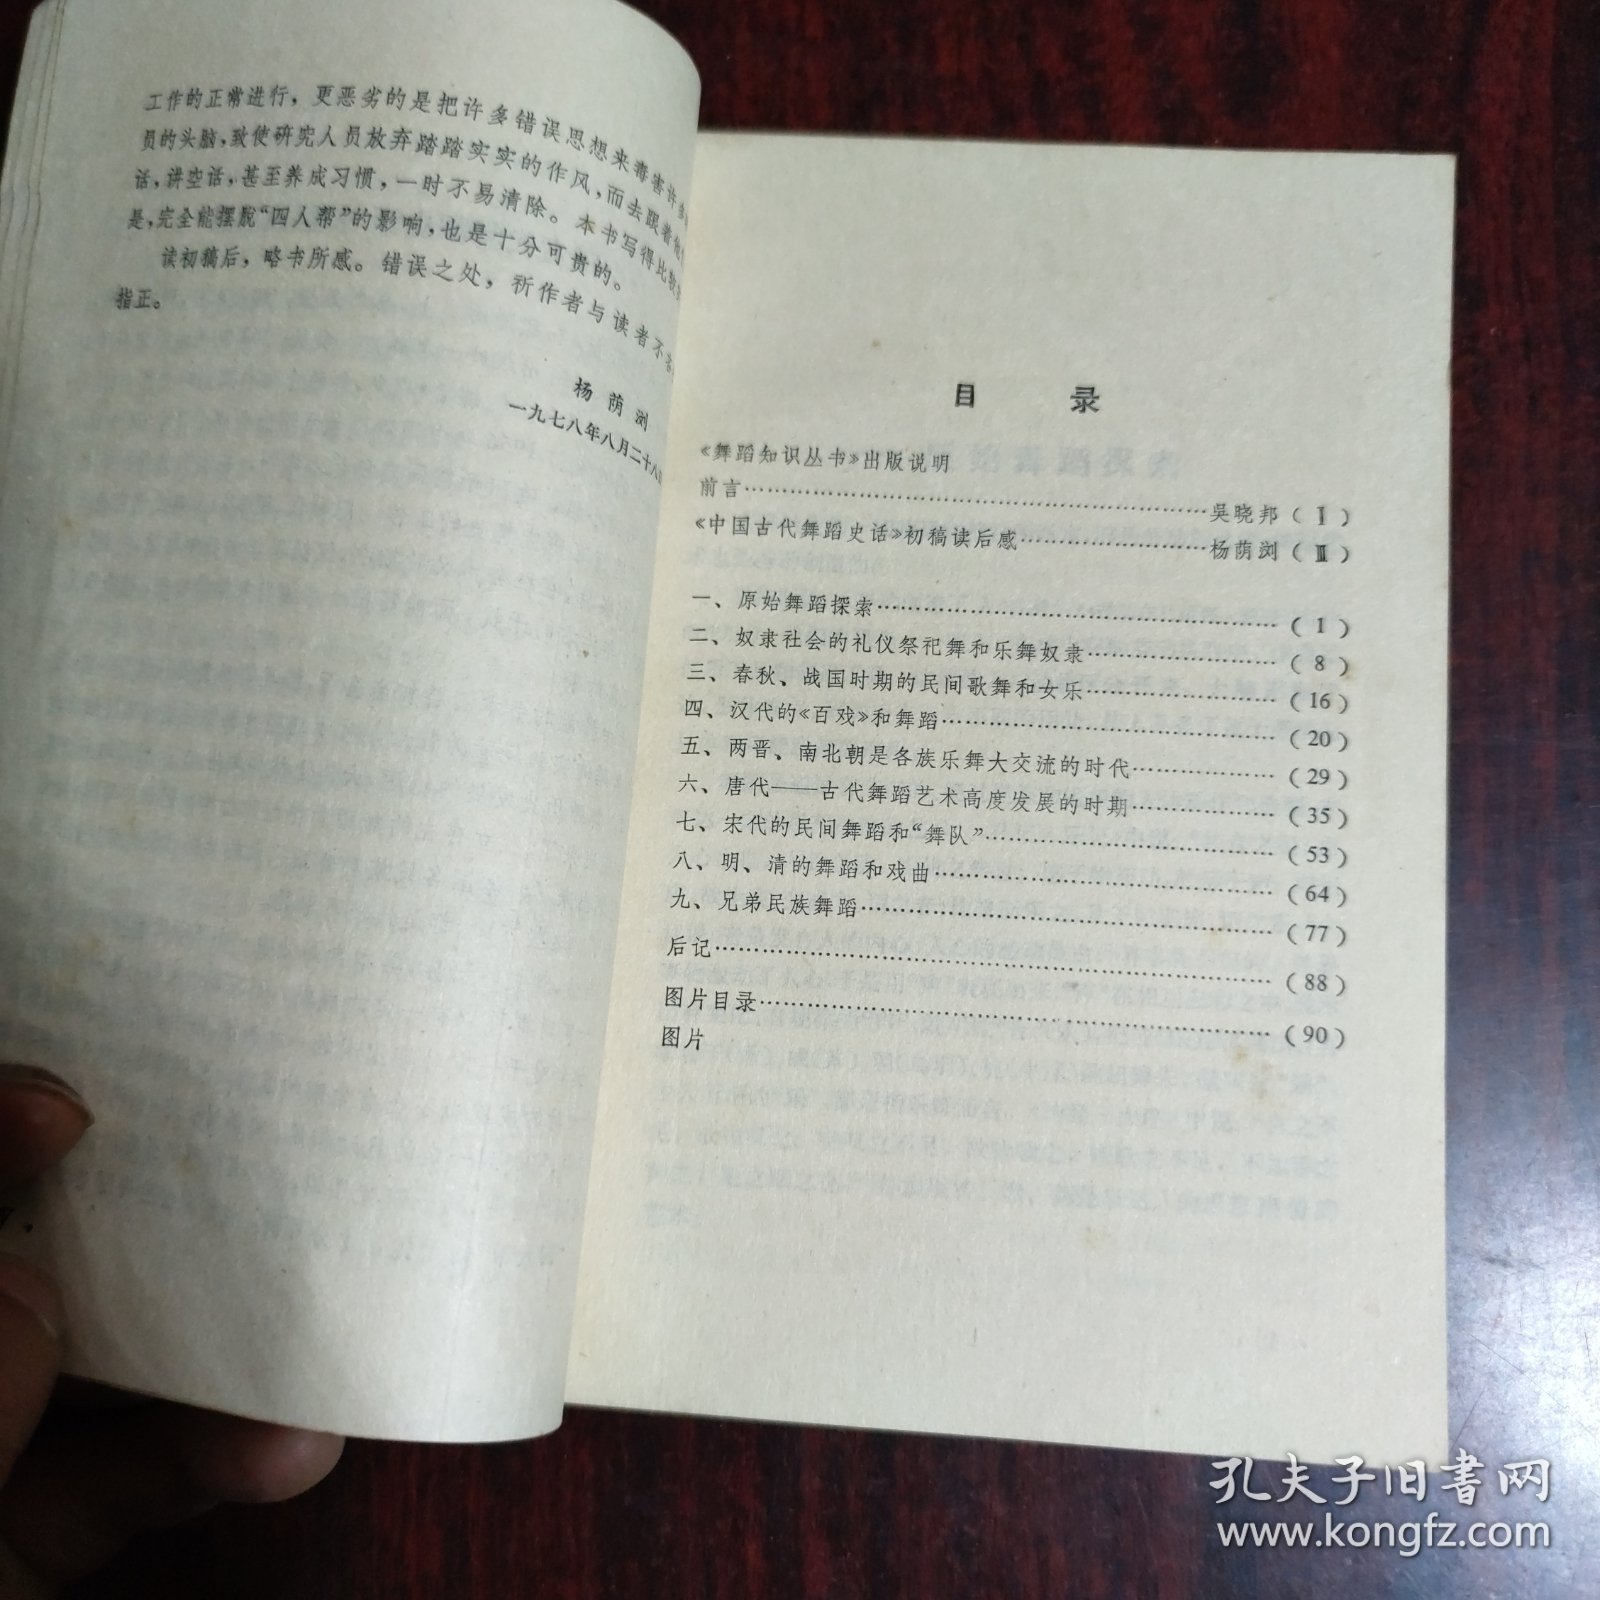 工作的正常进行，更恶劣的是把许多错误思想来毒害许多
员的头脑，致使研究人员放弃踏踏实实的作风，而去跟着他
话，讲空话，甚至养成习惯，一时不易清除。本书写得比较
是，完全能摆脱“四人帮”的影响，也是十分可贵的。
读初稿后，略书所感。错误之处，祈作者与读者不吝
指正。
杨荫浏
一九七八年八月二十八日
目录
《舞蹈知识丛书》出版说明
前言……………………………………………吴晓邦（Ⅰ）
《中国古代舞蹈史话》初稿读后感……………………杨荫浏（Ⅲ）
一、原始舞蹈探索……………………………………………（1）
二、奴隶社会的礼仪祭祀舞和乐舞奴隶……………………（8）
三、春秋、战国时期的民间歌舞和女乐……………………（16）
四、汉代的《百戏》和舞蹈……………………………………（20）
五、两晋、南北朝是各族乐舞大交流的时代………………（29）
六、唐代——古代舞蹈艺术高度发展的时期………………（35）
七、宋代的民间舞蹈和“舞队”………………………………（53）
八、明、清的舞蹈和戏曲……………………………………（64）
九、兄弟民族舞蹈……………………………………………（77）
后记……………………………………………………………（88）
图片目录………………………………………………………（90）
图片
孔夫子旧书网
www.kongfz.com